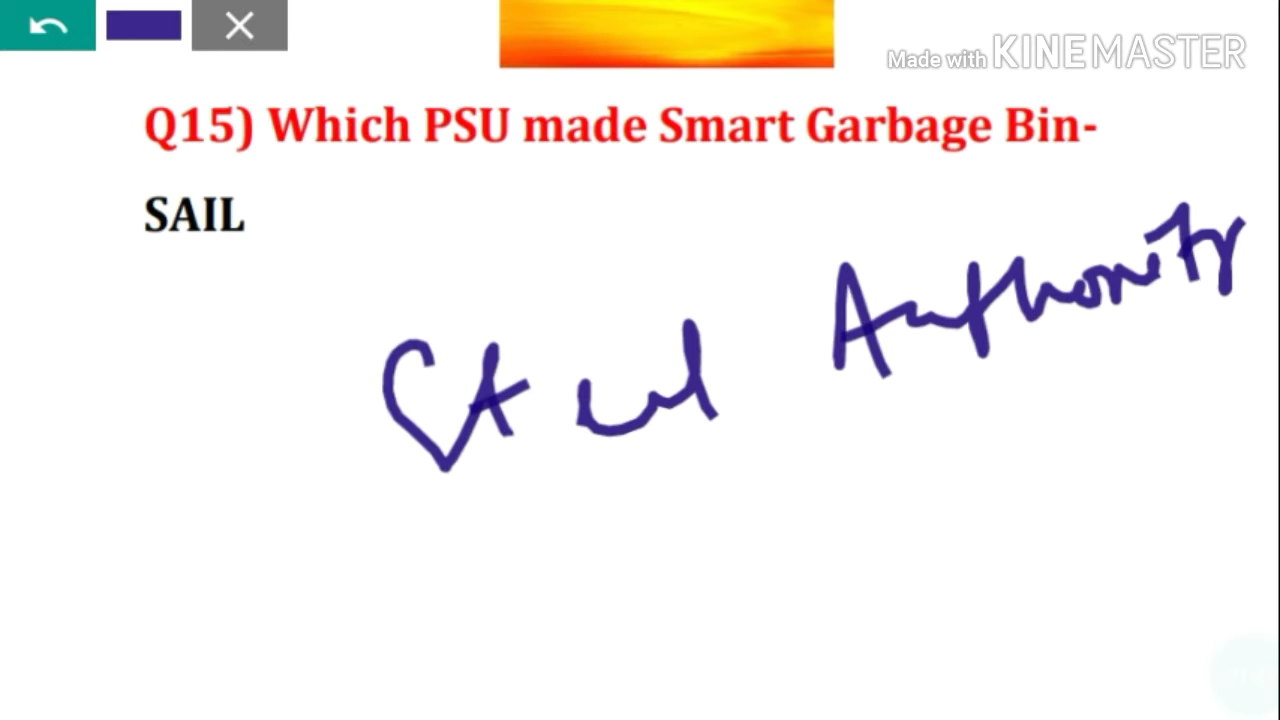 Made with KINEMASTER
Q15) Which PSU made Smart Garbage Bin-
SAIL
Steel Authority